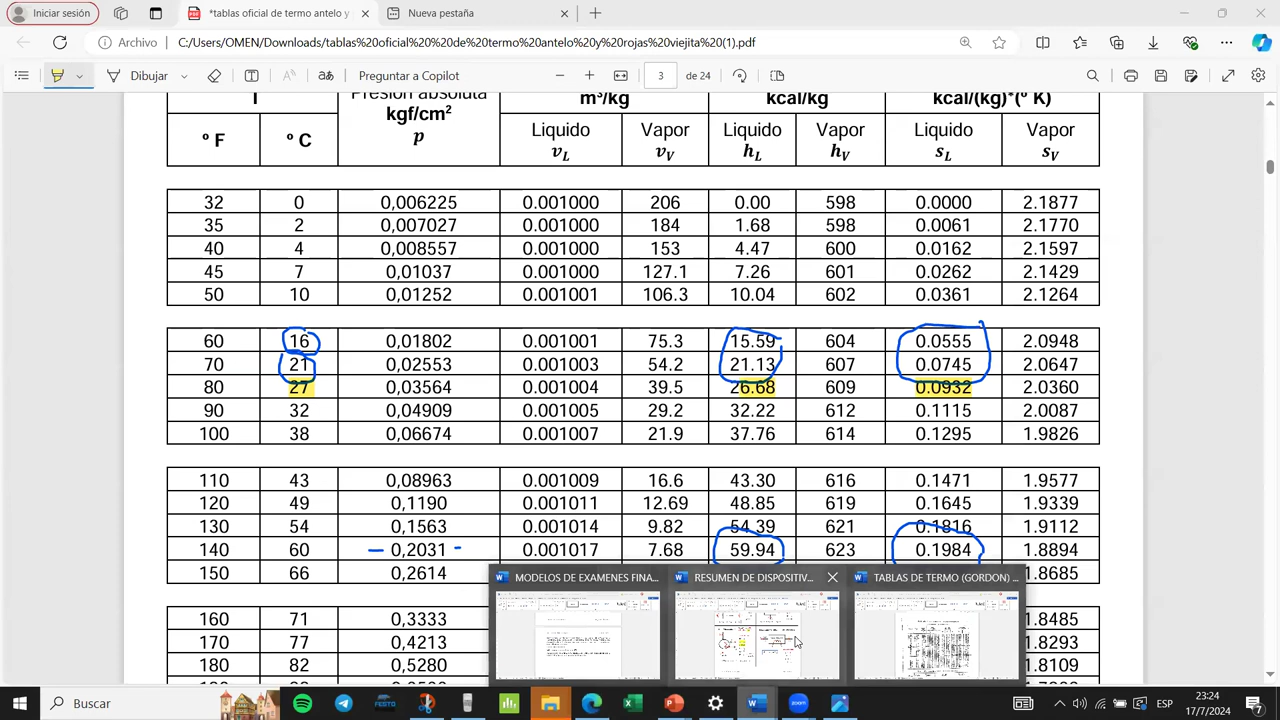 Iniciar sesión
*tablas oficial de termo antelo y
Nueva pestaña
Archivo
C:/Users/OMEN/Downloads/tablas%20oficial%20%20de%20termo%20antelo%20y%20rojas%20viejita%20(1).pdf
Dibujar
Preguntar a Copilot
3 de 24
T Presión absoluta m³/kg kcal/kg kcal/(kg)*(º K)
kgf/cm²
º F º C p Liquido Vapor Liquido Vapor Liquido Vapor
v_L v_V h_L h_V s_L s_V
32 0 0,006225 0.001000 206 0.00 598 0.0000 2.1877
35 2 0,007027 0.001000 184 1.68 598 0.0061 2.1770
40 4 0,008557 0.001000 153 4.47 600 0.0162 2.1597
45 7 0,01037 0.001000 127.1 7.26 601 0.0262 2.1429
50 10 0,01252 0.001001 106.3 10.04 602 0.0361 2.1264
60 16 0,01802 0.001001 75.3 15.59 604 0.0555 2.0948
70 21 0,02553 0.001003 54.2 21.13 607 0.0745 2.0647
80 27 0,03564 0.001004 39.5 26.68 609 0.0932 2.0360
90 32 0,04909 0.001005 29.2 32.22 612 0.1115 2.0087
100 38 0,06674 0.001007 21.9 37.76 614 0.1295 1.9826
110 43 0,08963 0.001009 16.6 43.30 616 0.1471 1.9577
120 49 0,1190 0.001011 12.69 48.85 619 0.1645 1.9339
130 54 0,1563 0.001014 9.82 54.39 621 0.1816 1.9112
140 60 0,2031 0.001017 7.68 59.94 623 0.1984 1.8894
150 66 0,2614 1.8685
MODELOS DE EXAMENES FINA...
RESUMEN DE DISPOSITIV...
TABLAS DE TERMO (GORDON) ...
160 71 0,3333 1.8485
170 77 0,4213 1.8293
180 82 0,5280 1.8109
Buscar
FESTO
zoom
ESP
23:24
17/7/2024
7